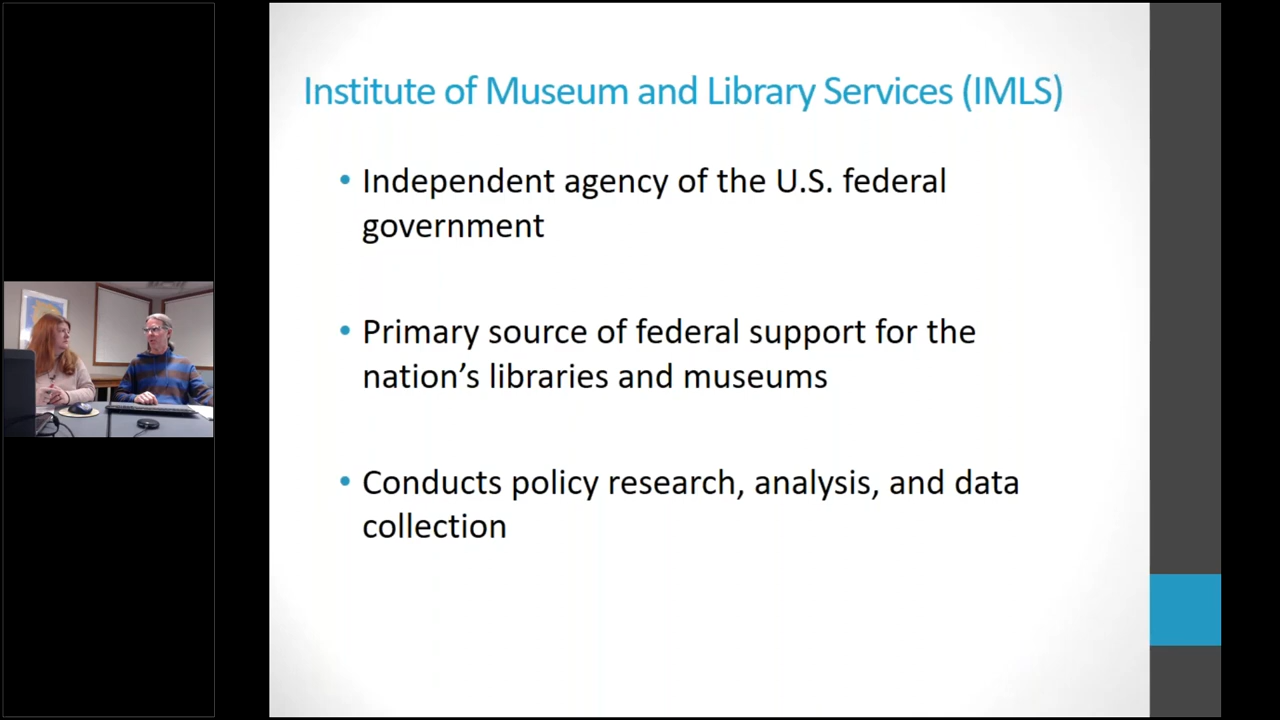 Institute of Museum and Library Services (IMLS)
• Independent agency of the U.S. federal
government
• Primary source of federal support for the
nation’s libraries and museums
• Conducts policy research, analysis, and data
collection